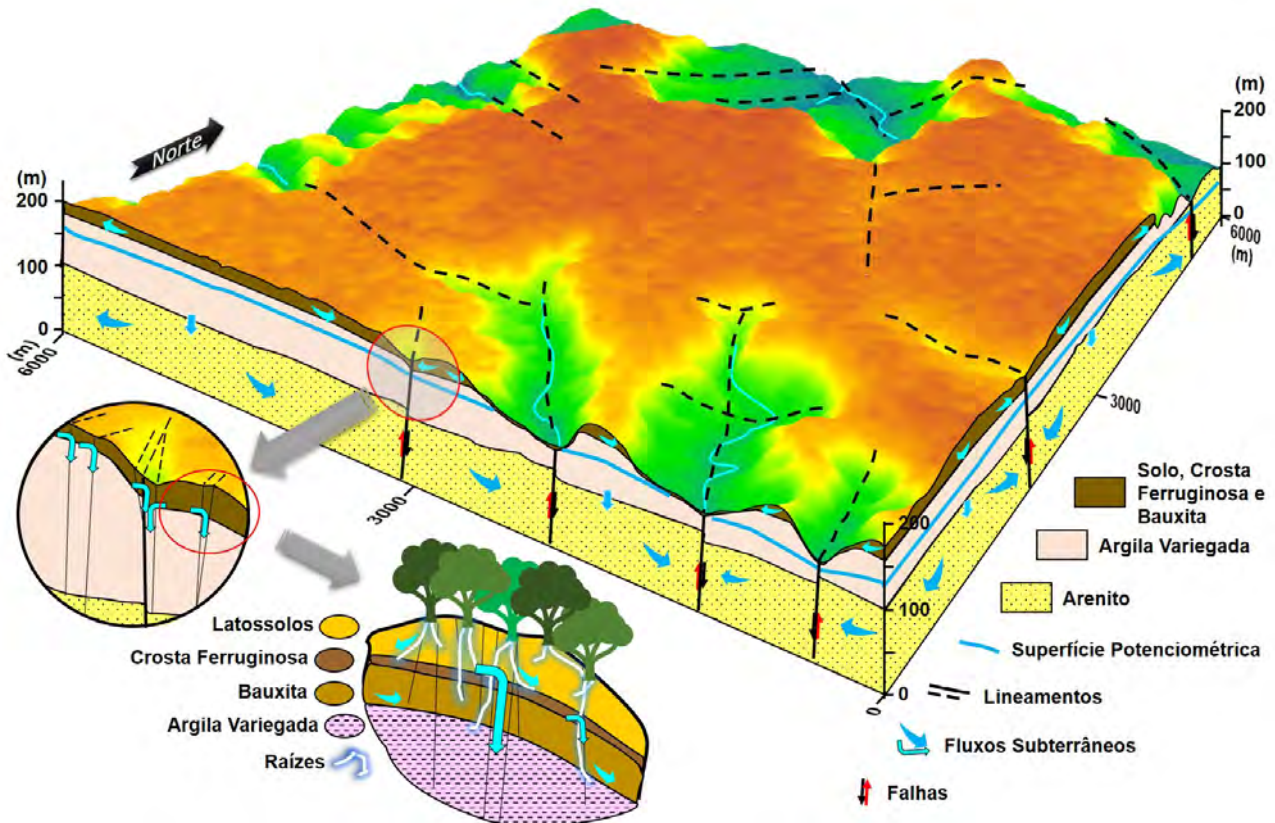 Norte
(m)
200
100
0
(m)
6000
3000
(m)
200
100
0
6000
(m)
3000
200
100
0
0
Solo, Crosta
Ferruginosa e
Bauxita
Argila Variegada
Arenito
Superfície Potenciométrica
Lineamentos
Fluxos Subterrâneos
Falhas
Latossolos
Crosta Ferruginosa
Bauxita
Argila Variegada
Raízes